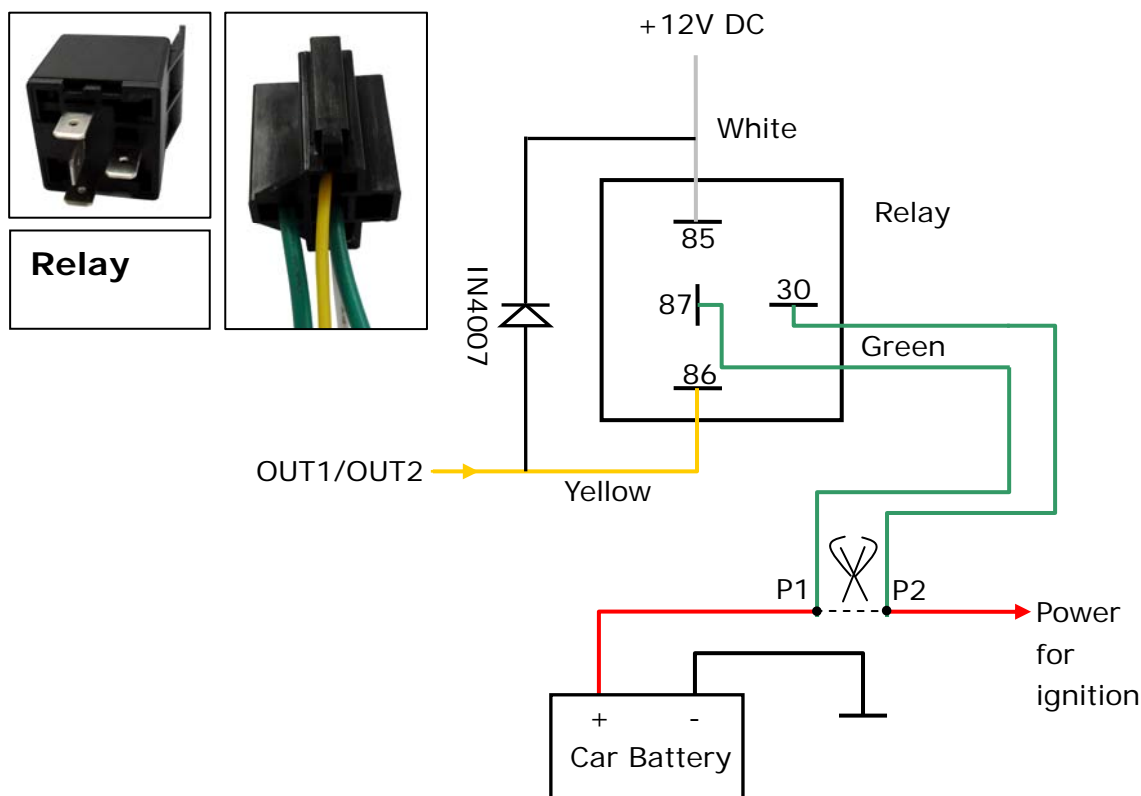 +12V DC
White
Relay
Relay
85
30
87
IN4007
Green
86
OUT1/OUT2
Yellow
P1
P2
Power
for
ignition
+
-
Car Battery